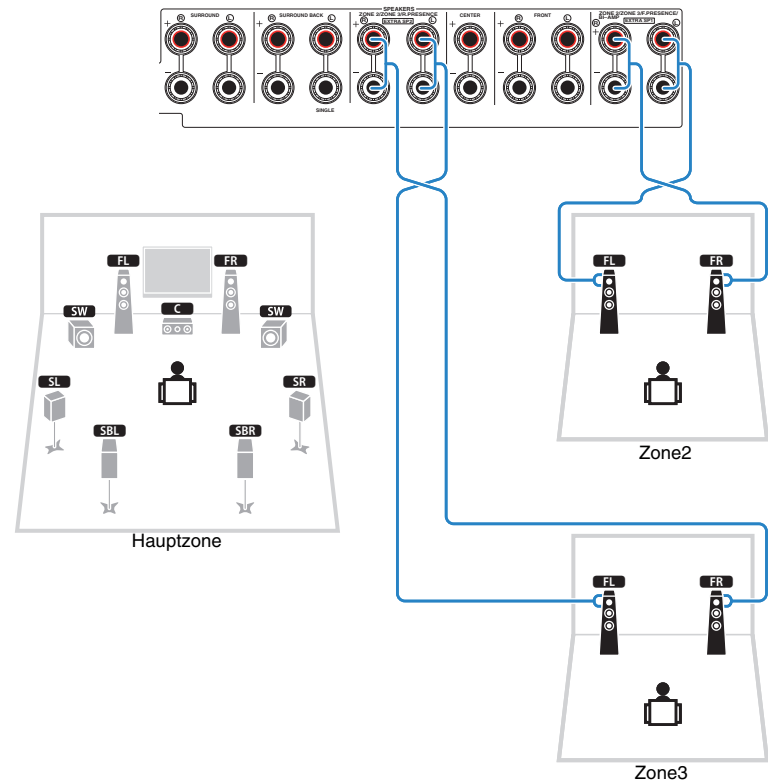 SPEAKERS
R SURROUND L
R SURROUND BACK L
ZONE 2/ZONE 3/R.PRESENCE
R EXTRA SP2 L
CENTER
R FRONT L
ZONE 2/ZONE 3/F.PRESENCE/
BI-AMP EXTRA SP1
R L
+ + + + + +
- - - - - -
SINGLE
FL FR
SW C SW
SL SR
SBL SBR
Hauptzone
FL FR
Zone2
FL FR
Zone3